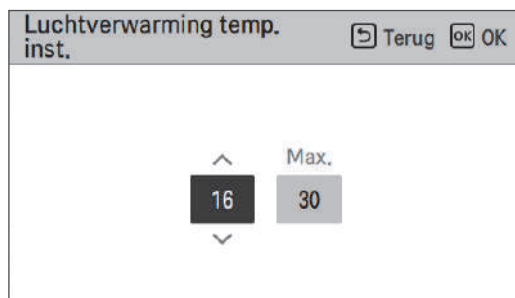 Luchtverwarming temp.
inst.
Terug
OK OK
Max.
16
30